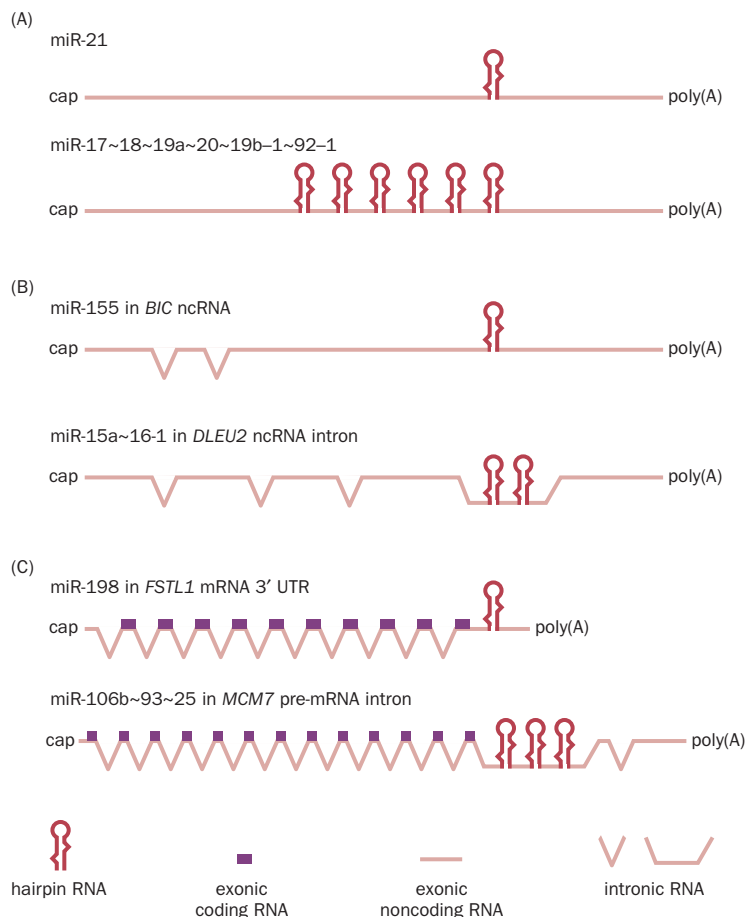 (A)
miR-21
cap poly(A)
miR-17~18~19a~20~19b–1~92–1
cap poly(A)
(B)
miR-155 in BIC ncRNA
cap poly(A)
miR-15a~16-1 in DLEU2 ncRNA intron
cap poly(A)
(C)
miR-198 in FSTL1 mRNA 3′ UTR
cap poly(A)
miR-106b~93~25 in MCM7 pre-mRNA intron
cap poly(A)
hairpin RNA exonic exonic intronic RNA
coding RNA noncoding RNA